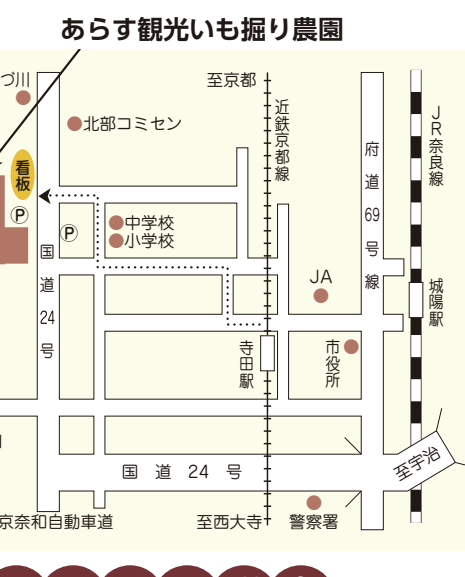 あらす観光いも掘り農園
づ川
至京都
北部コミセン
近鉄京都線
JR奈良線
看板
府道69号線
P
P
中学校
小学校
国道24号
JA
城陽駅
寺田駅
市役所
国道24号
至宇治
京奈和自動車道
至西大寺
警察署